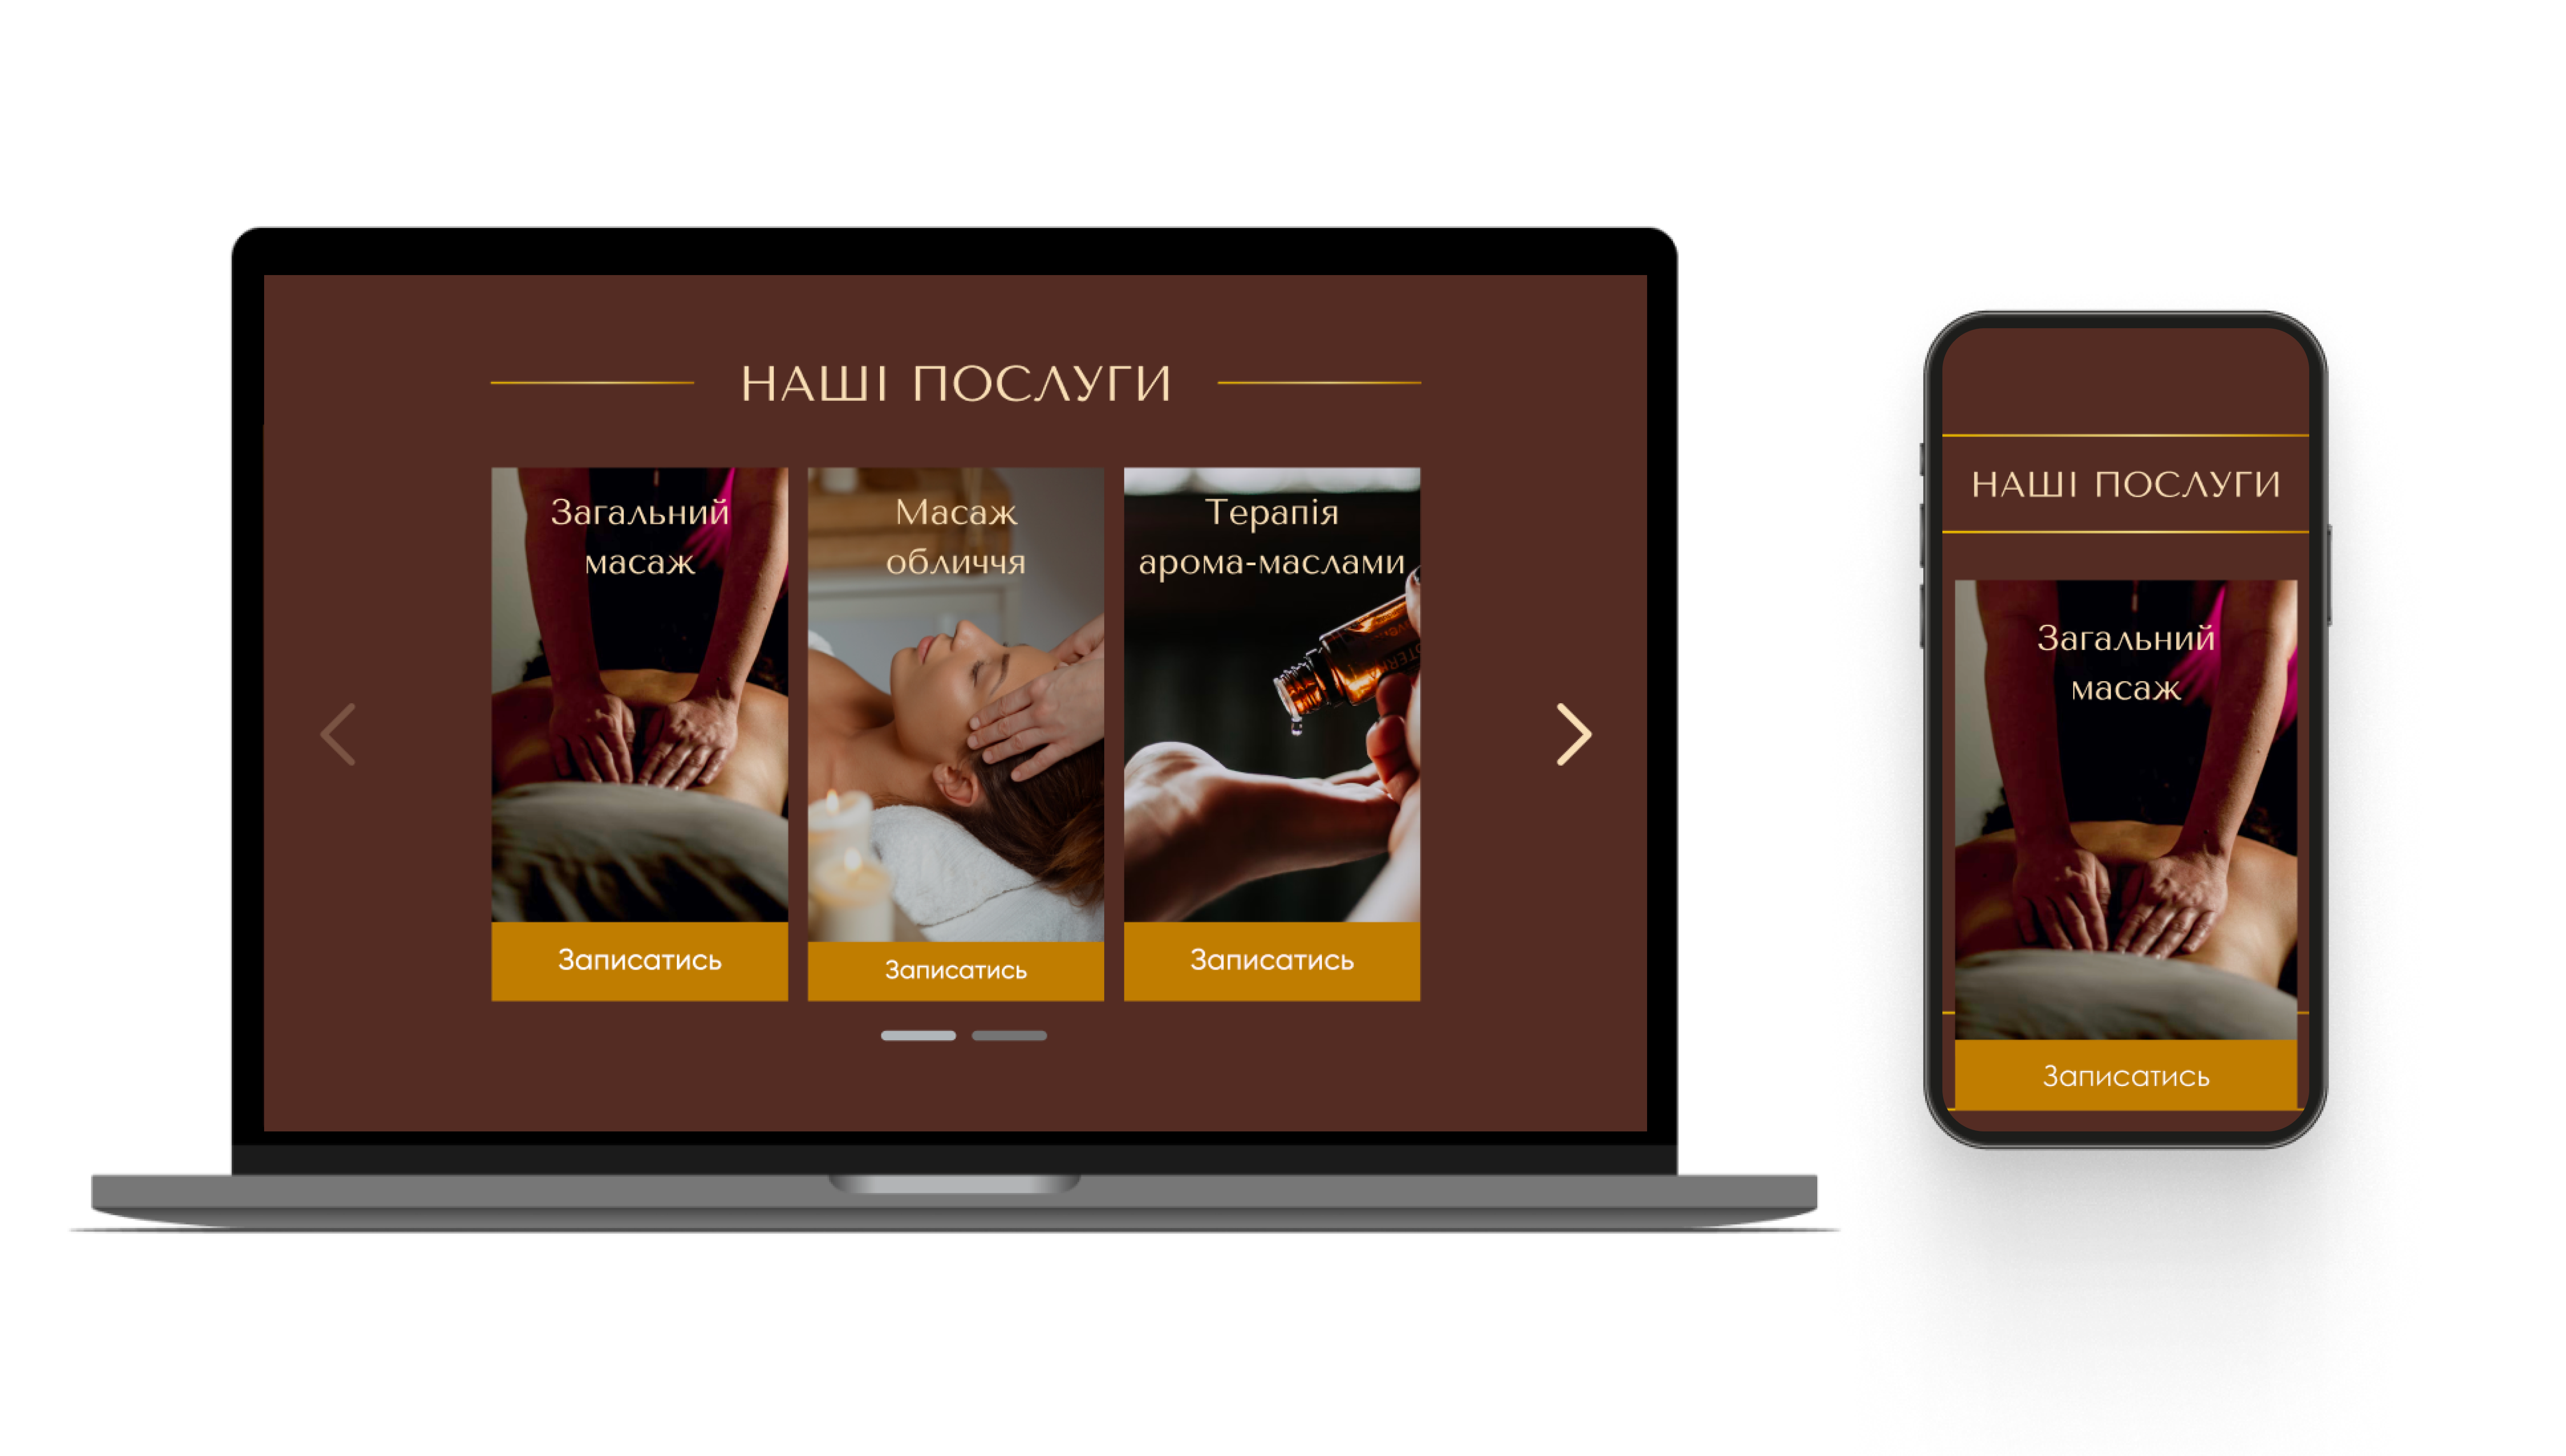 НАШІ ПОСЛУГИ
Загальний
масаж
Масаж
обличчя
Терапія
арома-маслами
Записатись
Записатись
Записатись
НАШІ ПОСЛУГИ
Загальний
масаж
Записатись